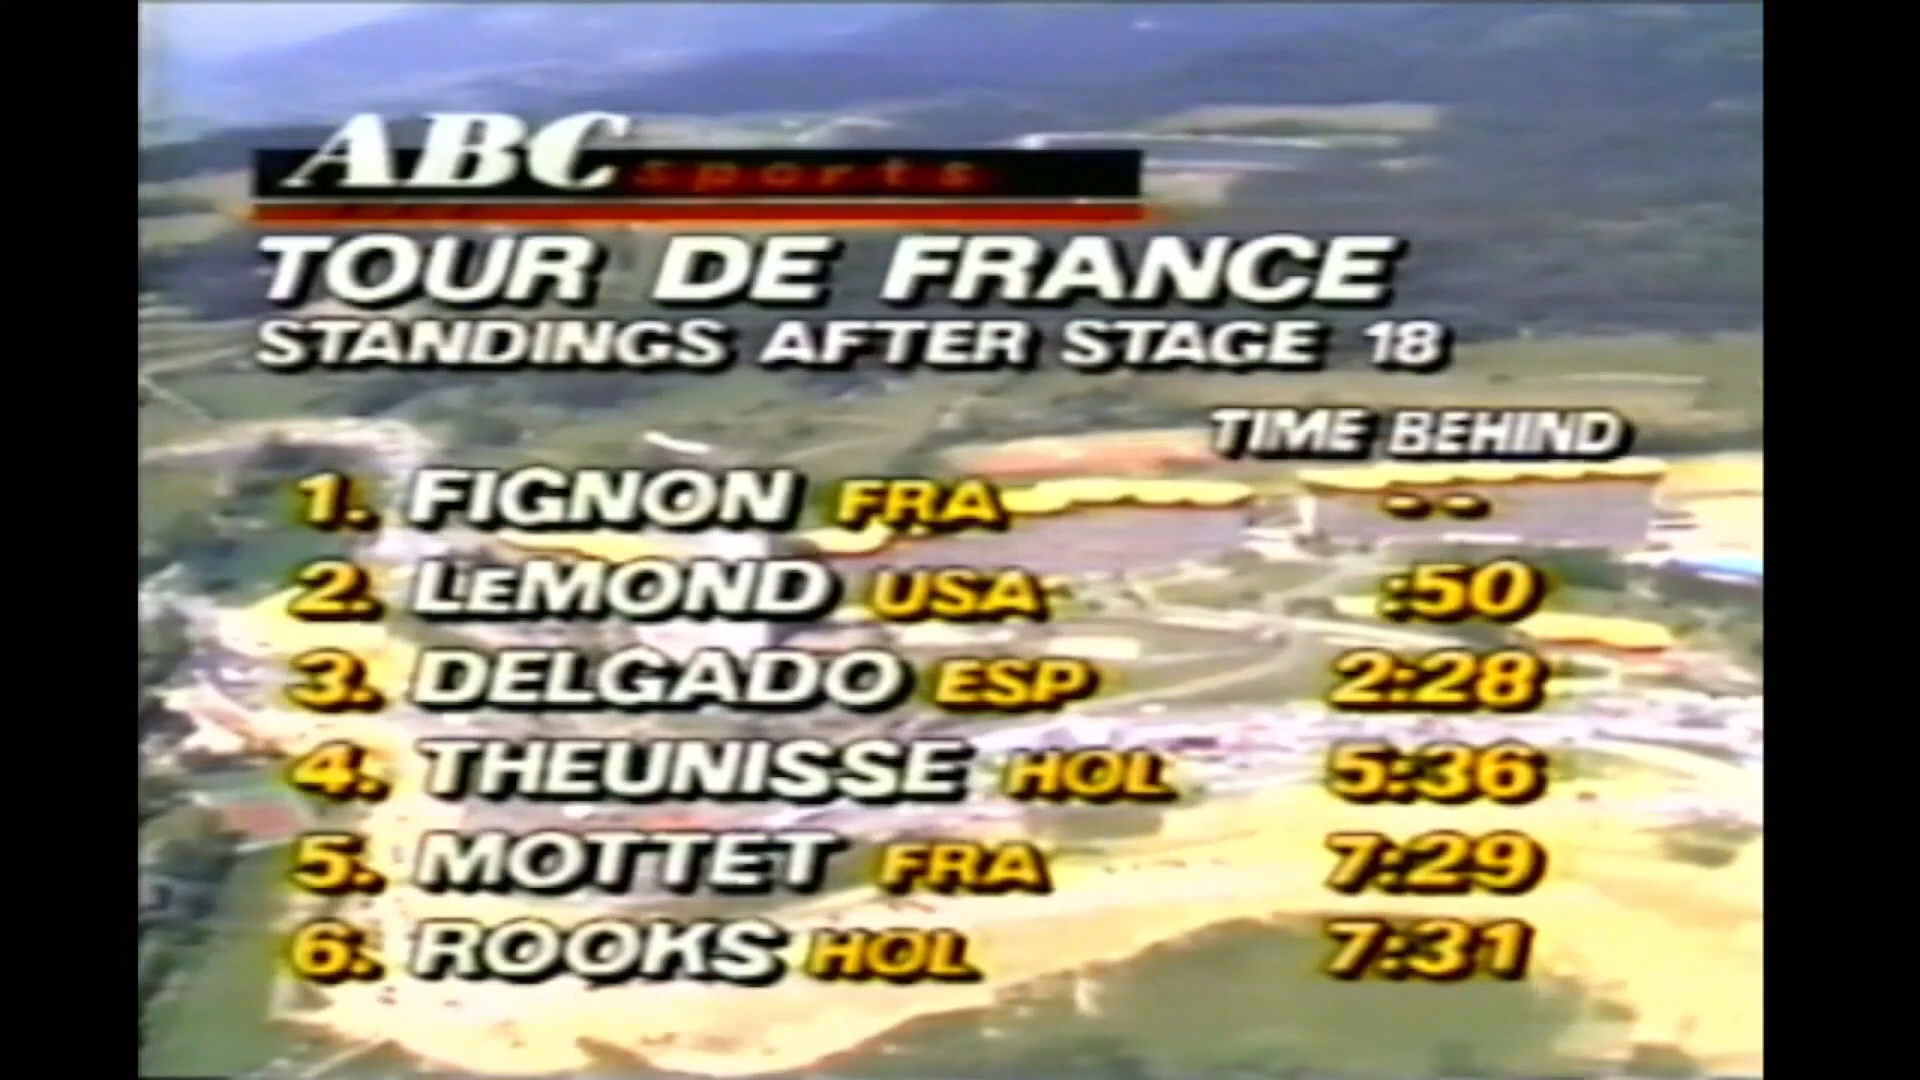 ABC sports
TOUR DE FRANCE
STANDINGS AFTER STAGE 18
TIME BEHIND
1. FIGNON FRA --
2. LeMOND USA :50
3. DELGADO ESP 2:28
4. THEUNISSE HOL 5:36
5. MOTTET FRA 7:29
6. ROOKS HOL 7:31